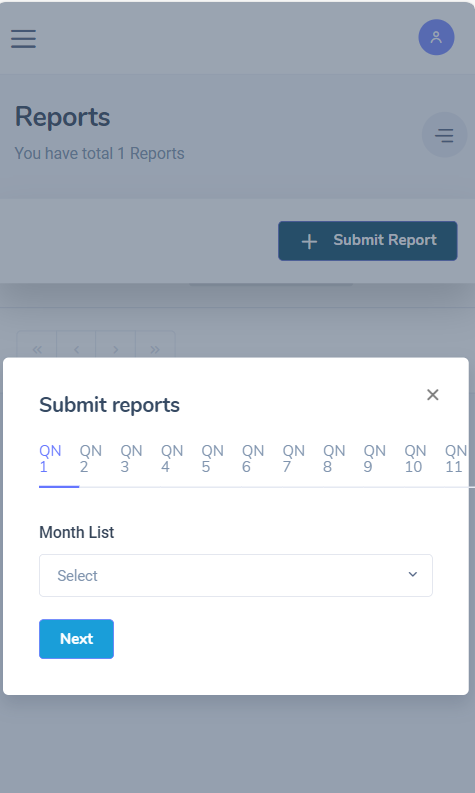 Reports
You have total 1 Reports
+ Submit Report
« ‹ › »
Submit reports ×
QN 1 QN 2 QN 3 QN 4 QN 5 QN 6 QN 7 QN 8 QN 9 QN 10 QN 11
Month List
Select
Next